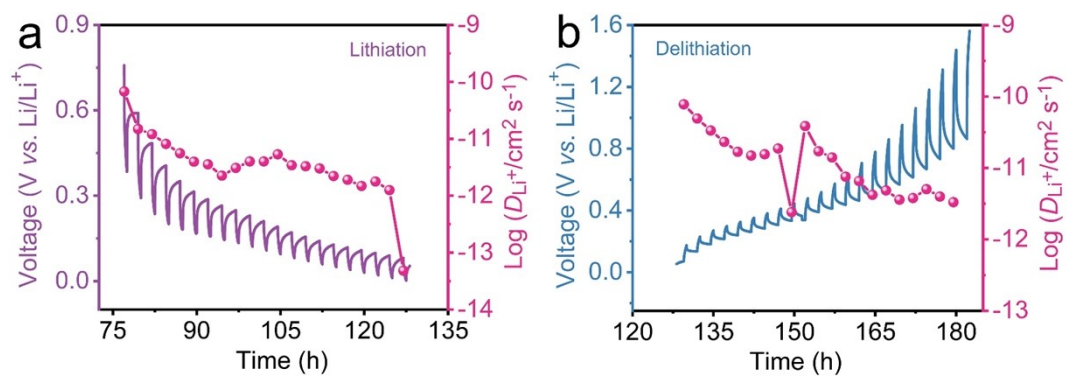 a
Lithiation
Voltage (V vs. Li/Li+)
0.9
0.6
0.3
0.0
-9
-10
-11
-12
-13
-14
Log (DLi+/cm2 s-1)
75 90 105 120 135
Time (h)
b
Delithiation
Voltage (V vs. Li/Li+)
1.6
1.2
0.8
0.4
0.0
-9
-10
-11
-12
-13
Log (DLi+/cm2 s-1)
120 135 150 165 180
Time (h)